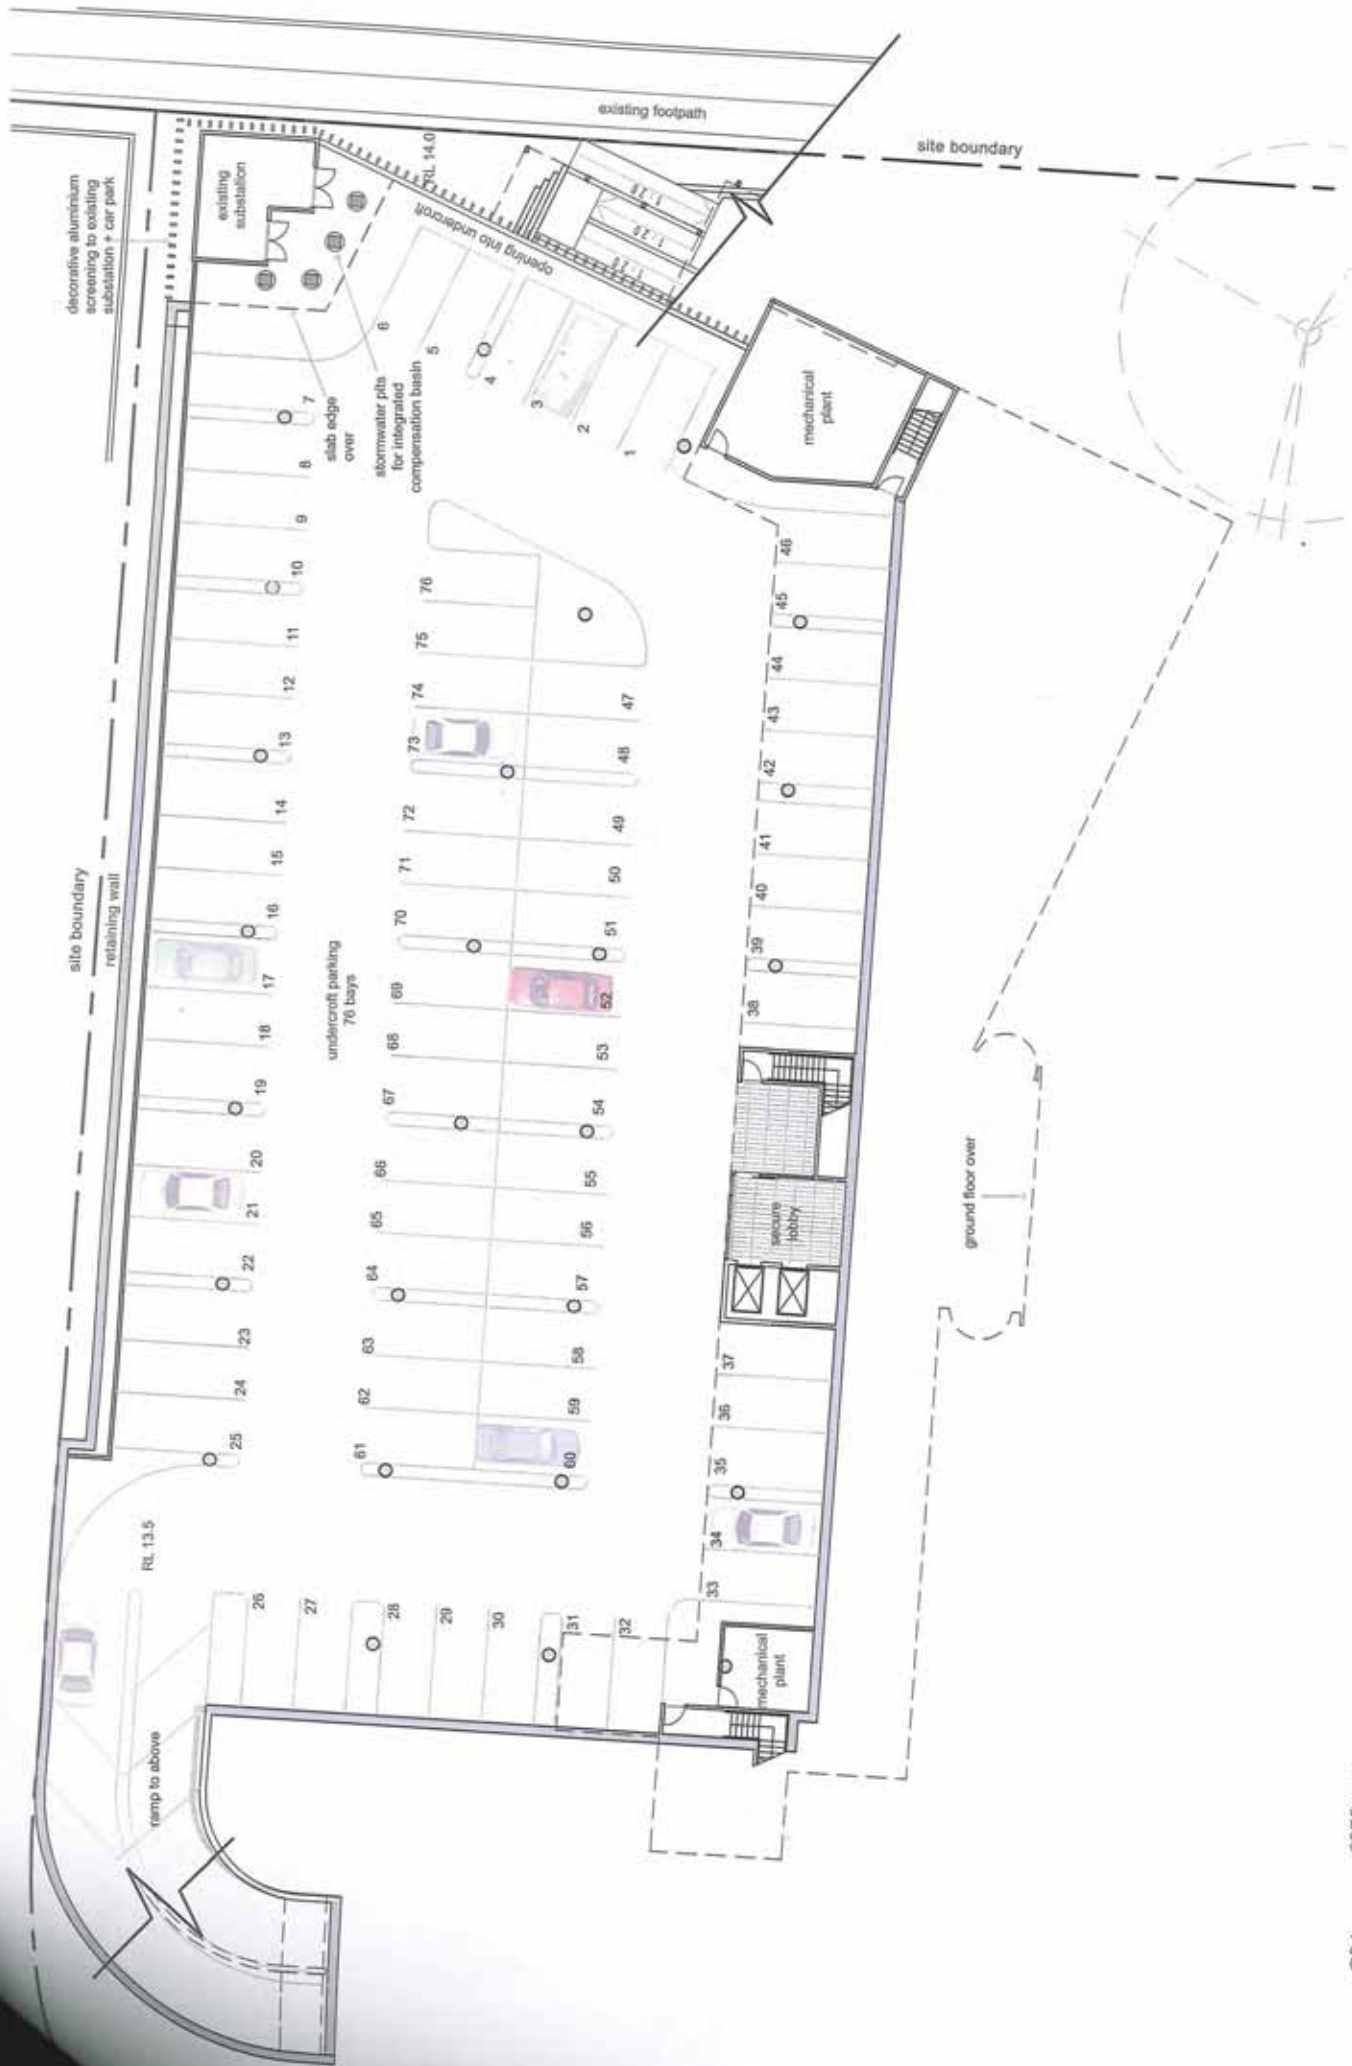 decorative aluminium
screening to existing
substation + car park
existing
substation
existing footpath
site boundary
RL 14.0
opening into undercroft
1:20
1:20
1:20
slab edge
over
stormwater pits
for integrated
compensation basin
mechanical
plant
site boundary
retaining wall
undercroft parking
76 bays
1
2
3
4
5
6
7
8
9
10
11
12
13
14
15
16
17
18
19
20
21
22
23
24
25
26
27
28
29
30
31
32
33
34
35
36
37
38
39
40
41
42
43
44
45
46
47
48
49
50
51
52
53
54
55
56
57
58
59
60
61
62
63
64
65
66
67
68
69
70
71
72
73
74
75
76
secure
lobby
ground floor over
RL 13.5
ramp to above
mechanical
plant